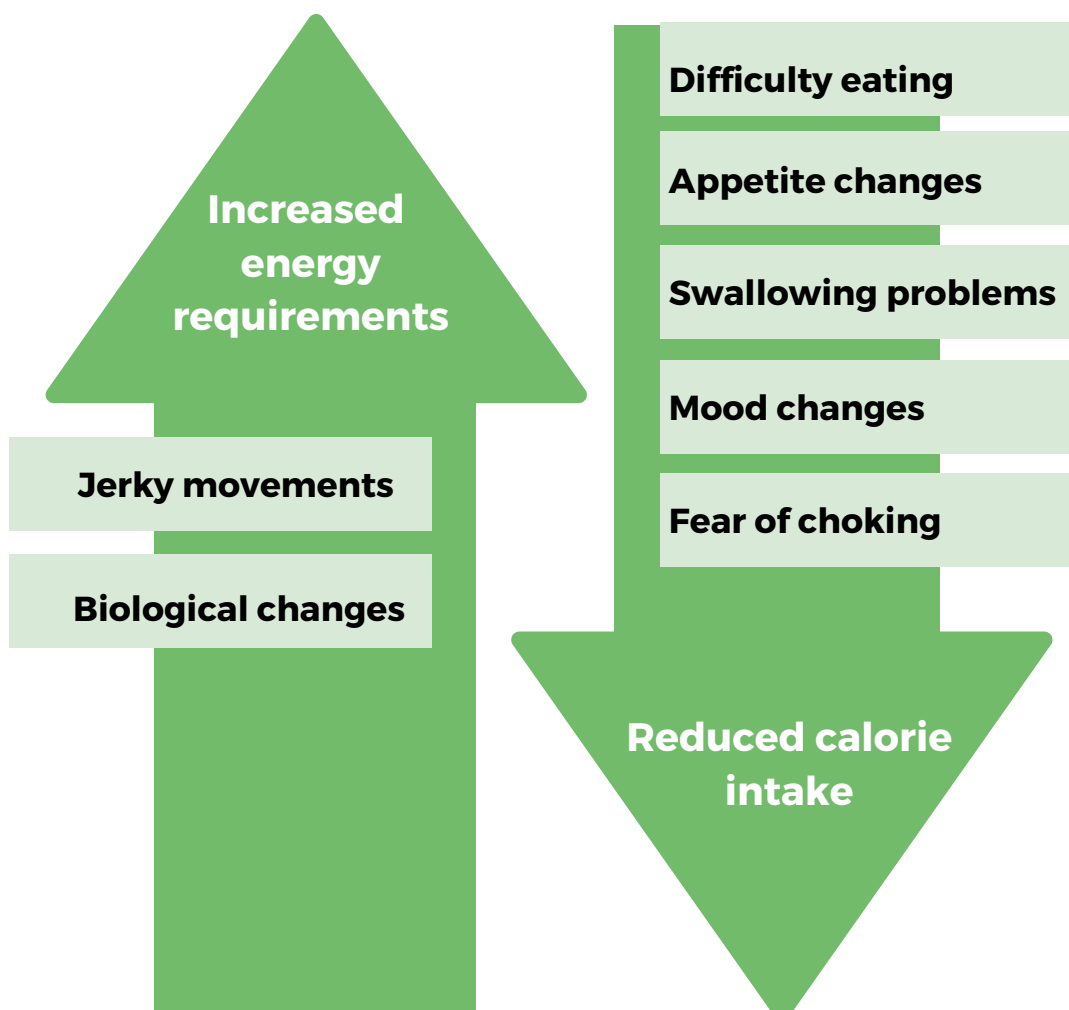 Increased
energy
requirements
Jerky movements
Biological changes
Difficulty eating
Appetite changes
Swallowing problems
Mood changes
Fear of choking
Reduced calorie
intake